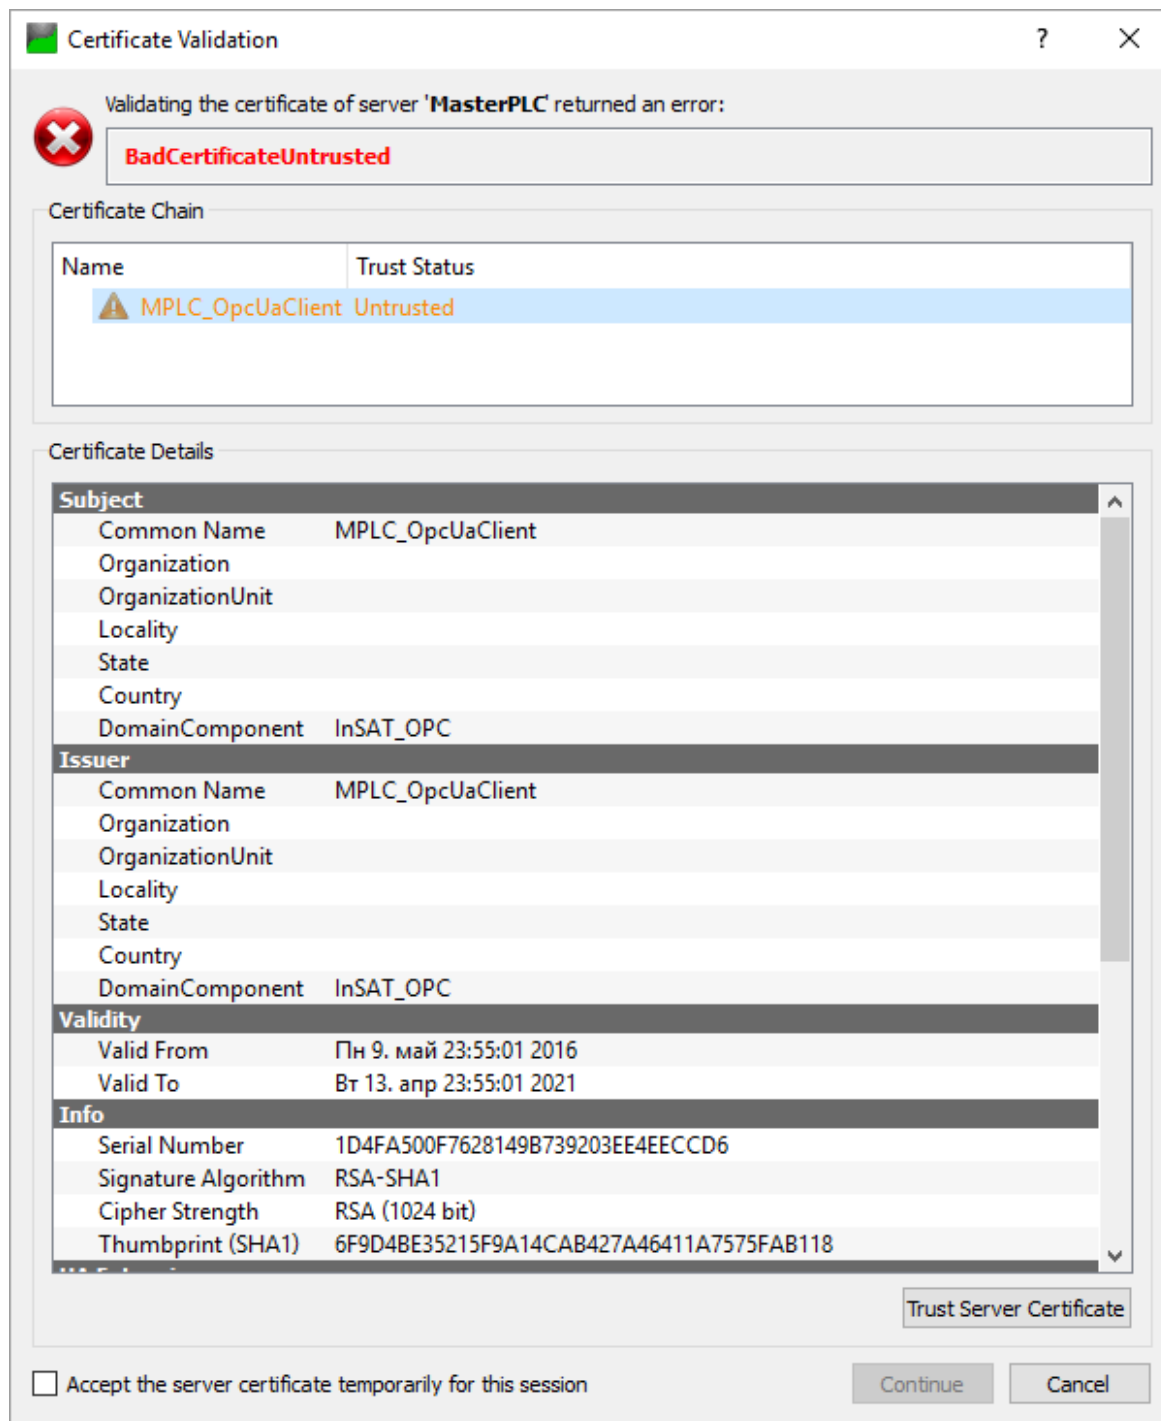 Certificate Validation
Validating the certificate of server 'MasterPLC' returned an error:
BadCertificateUntrusted
Certificate Chain
Name Trust Status
MPLC_OpcUaClient Untrusted
Certificate Details
Subject
Common Name MPLC_OpcUaClient
Organization
OrganizationUnit
Locality
State
Country
DomainComponent InSAT_OPC
Issuer
Common Name MPLC_OpcUaClient
Organization
OrganizationUnit
Locality
State
Country
DomainComponent InSAT_OPC
Validity
Valid From Пн 9. май 23:55:01 2016
Valid To Вт 13. апр 23:55:01 2021
Info
Serial Number 1D4FA500F7628149B739203EE4EECCD6
Signature Algorithm RSA-SHA1
Cipher Strength RSA (1024 bit)
Thumbprint (SHA1) 6F9D4BE35215F9A14CAB427A46411A7575FAB118
Trust Server Certificate
Accept the server certificate temporarily for this session
Continue Cancel